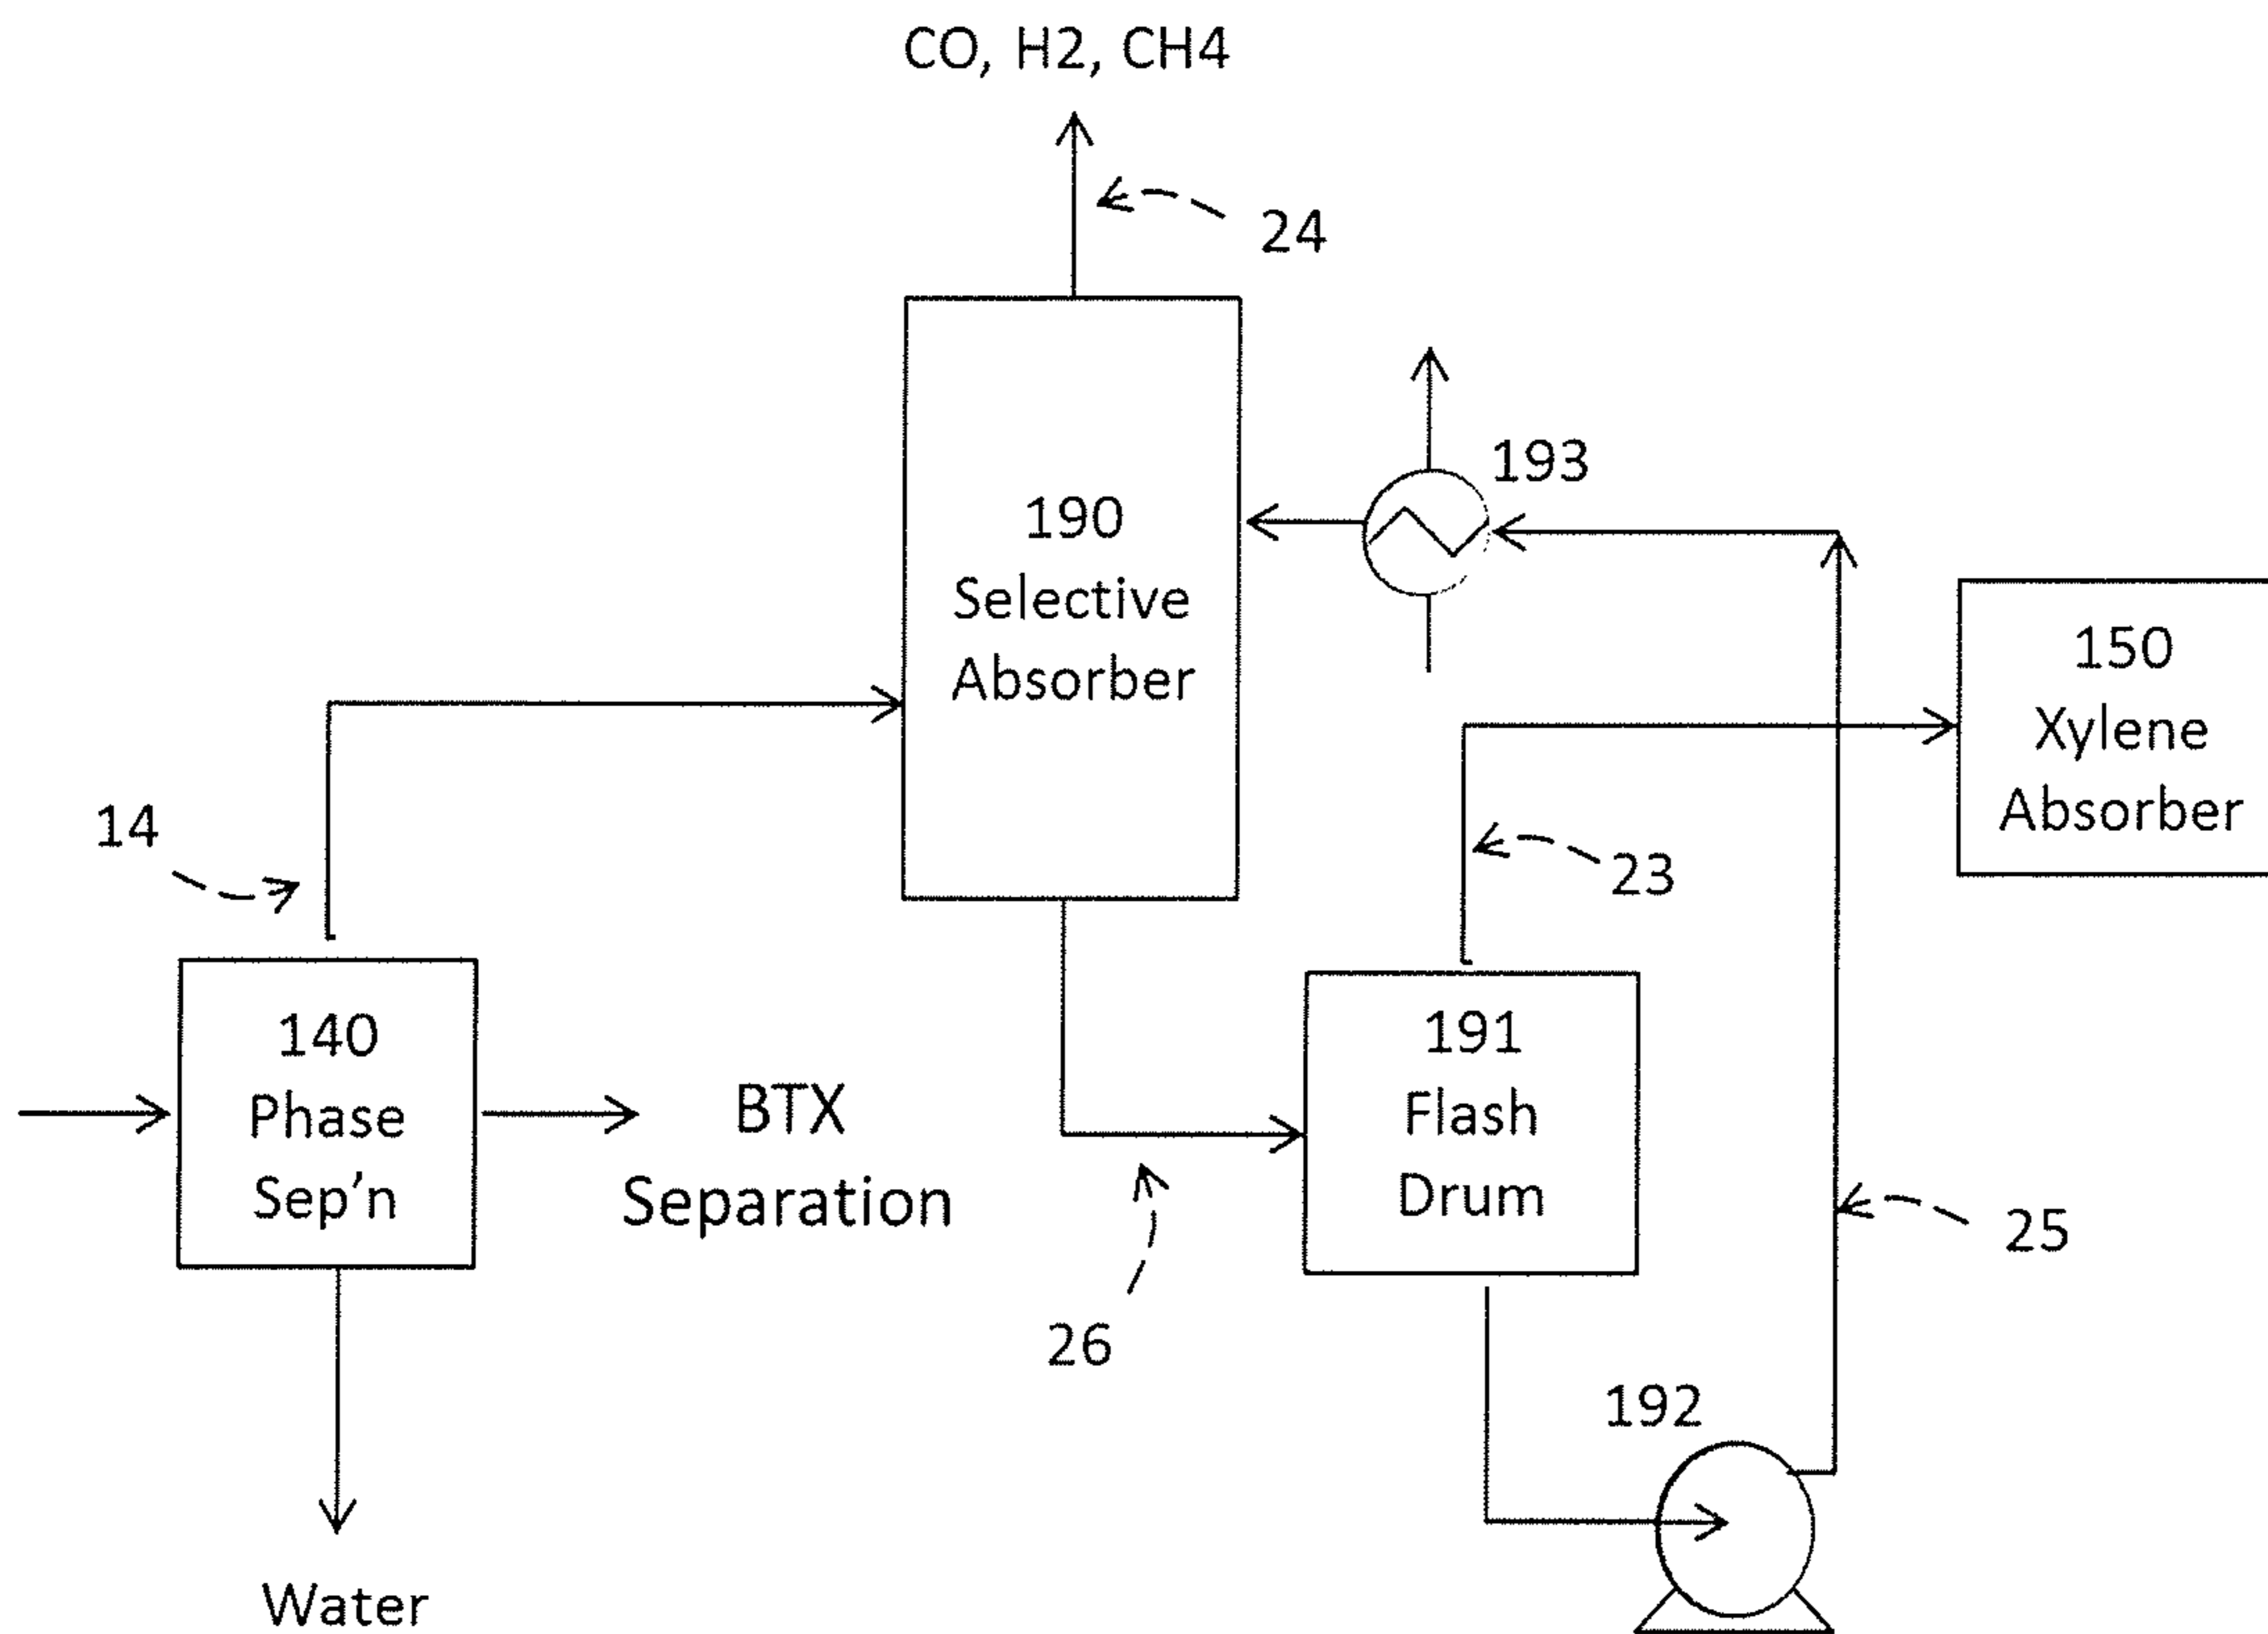 CO, H2, CH4
24
193
190
Selective
Absorber
150
Xylene
Absorber
14
23
140
Phase
Sep'n
BTX
Separation
191
Flash
Drum
25
26
192
Water